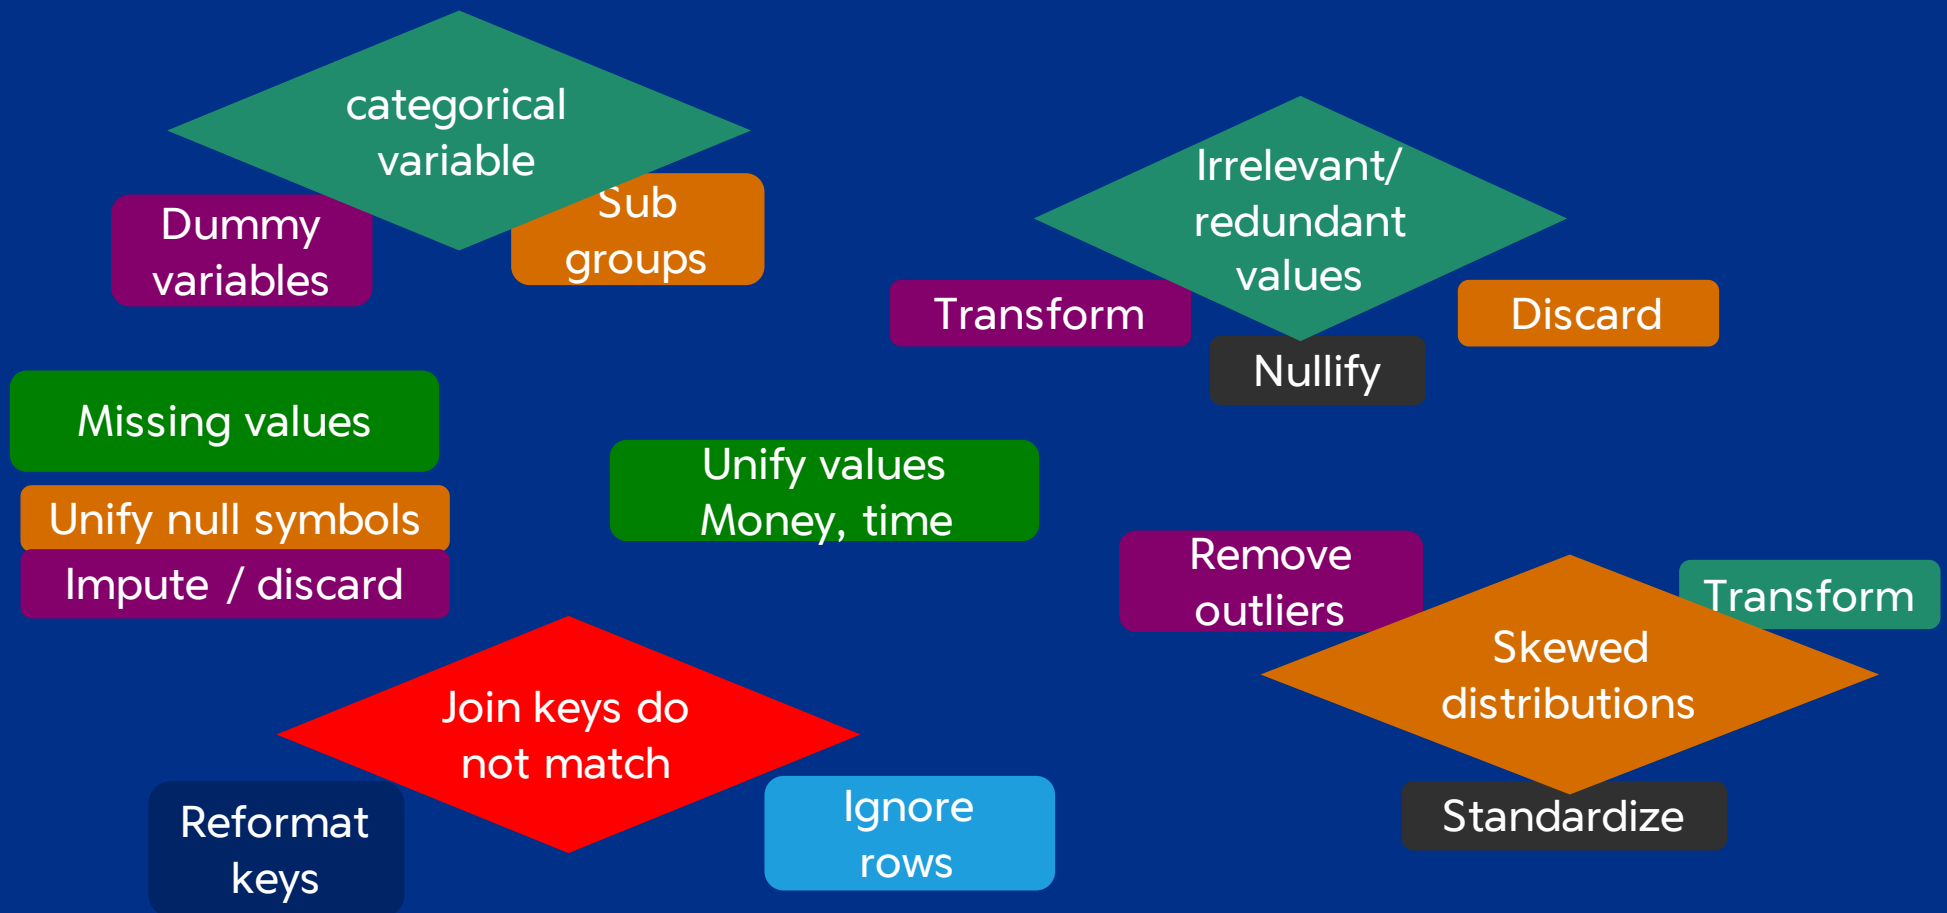 categorical
variable
Dummy
variables
Sub
groups
Irrelevant/
redundant
values
Transform
Discard
Nullify
Missing values
Unify null symbols
Impute / discard
Unify values
Money, time
Remove
outliers
Transform
Skewed
distributions
Standardize
Join keys do
not match
Reformat
keys
Ignore
rows